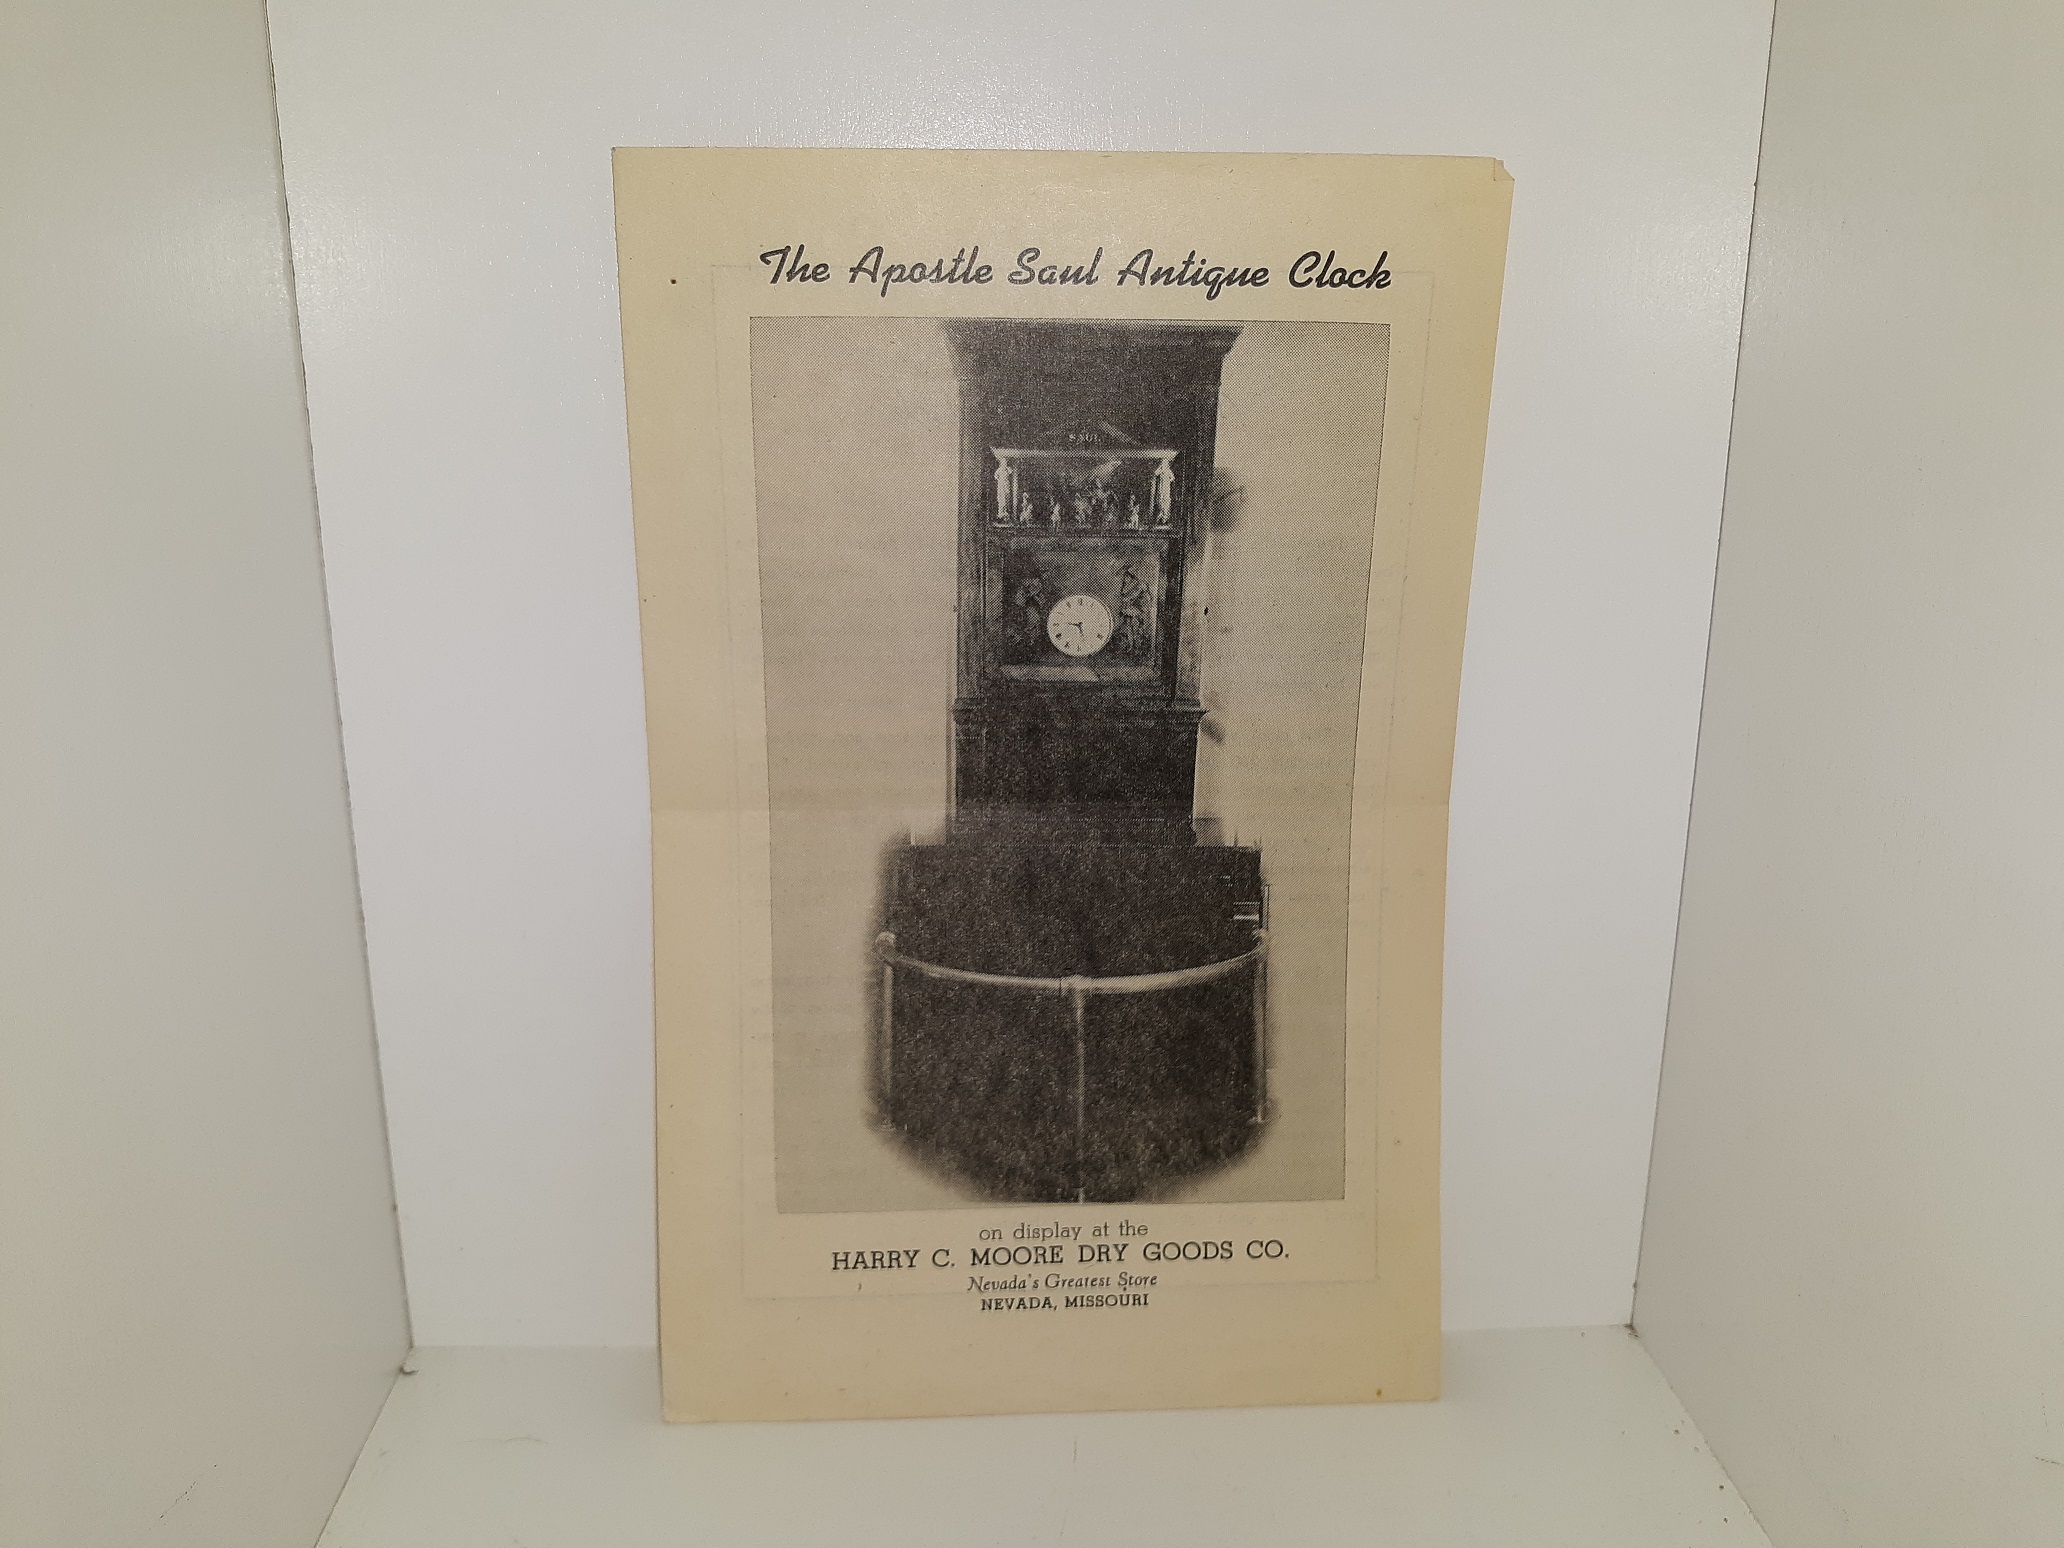 The Apostle Saul Antique Clock
SAUL
on display at the
HARRY C. MOORE DRY GOODS CO.
Nevada's Greatest Store
NEVADA, MISSOURI